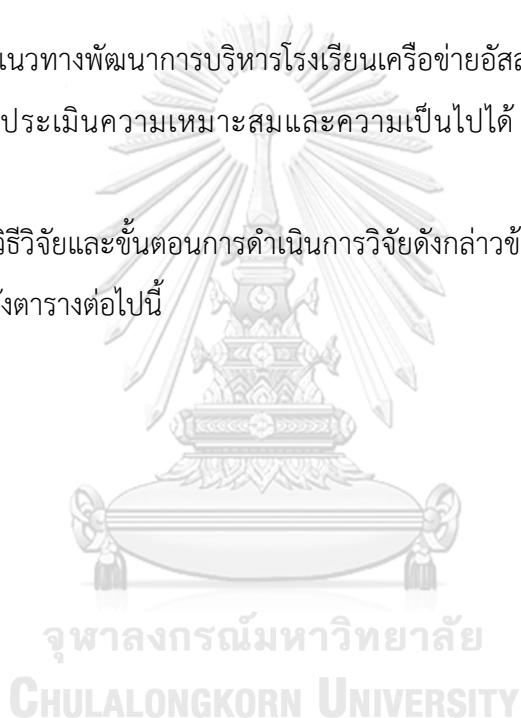 แนวทางพัฒนาการบริหารโรงเรียนเครือข่ายอัสส
ประเมินความเหมาะสมและความเป็นไปได้
วิธีวิจัยและขั้นตอนการดำเนินการวิจัยดังกล่าวข้
ังตารางต่อไปนี้
จุฬาลงกรณ์มหาวิทยาลัย
CHULALONGKORN UNIVERSITY